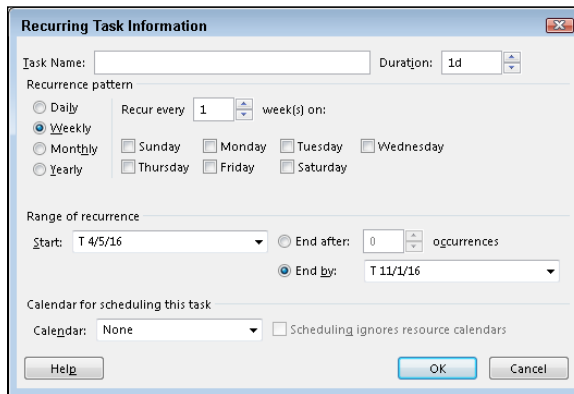 Recurring Task Information
Task Name: Duration: 1d
Recurrence pattern
Daily Recur every 1 week(s) on:
Weekly
Monthly Sunday Monday Tuesday Wednesday
Yearly Thursday Friday Saturday
Range of recurrence
Start: T 4/5/16 End after: 0 occurrences
End by: T 11/1/16
Calendar for scheduling this task
Calendar: None Scheduling ignores resource calendars
Help OK Cancel